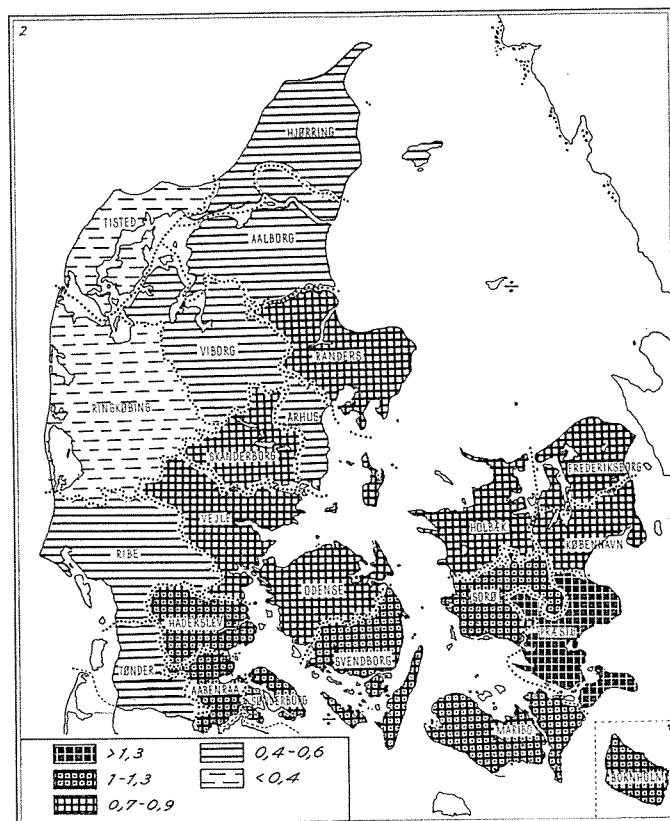 2
HJØRRING
TISTED
AALBORG
VIBORG
RANDERS
RINGKØBING
ARHUS
SKANDERBORG
FREDERIKSBORG
VEJLE
HOLBÆK
KØBENHAVN
RIBE
ODENSE
SORØ
HADERSLEV
PRÆSTØ
SVENDBORG
TØNDER
AABENRAA
SØNDERBORG
÷
÷
MARIBO
BORNHOLM
>1,3
1-1,3
0,7-0,9
0,4-0,6
<0,4